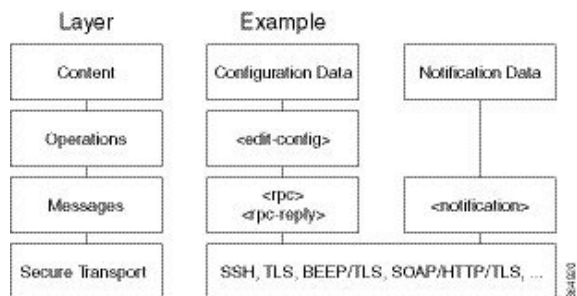 Layer Example
Content Configuration Data Notification Data
Operations <edit-config>
Messages <rpc> <notification>
<rpc-reply>
Secure Transport SSH, TLS, BEEP/TLS, SOAP/HTTP/TLS, ...